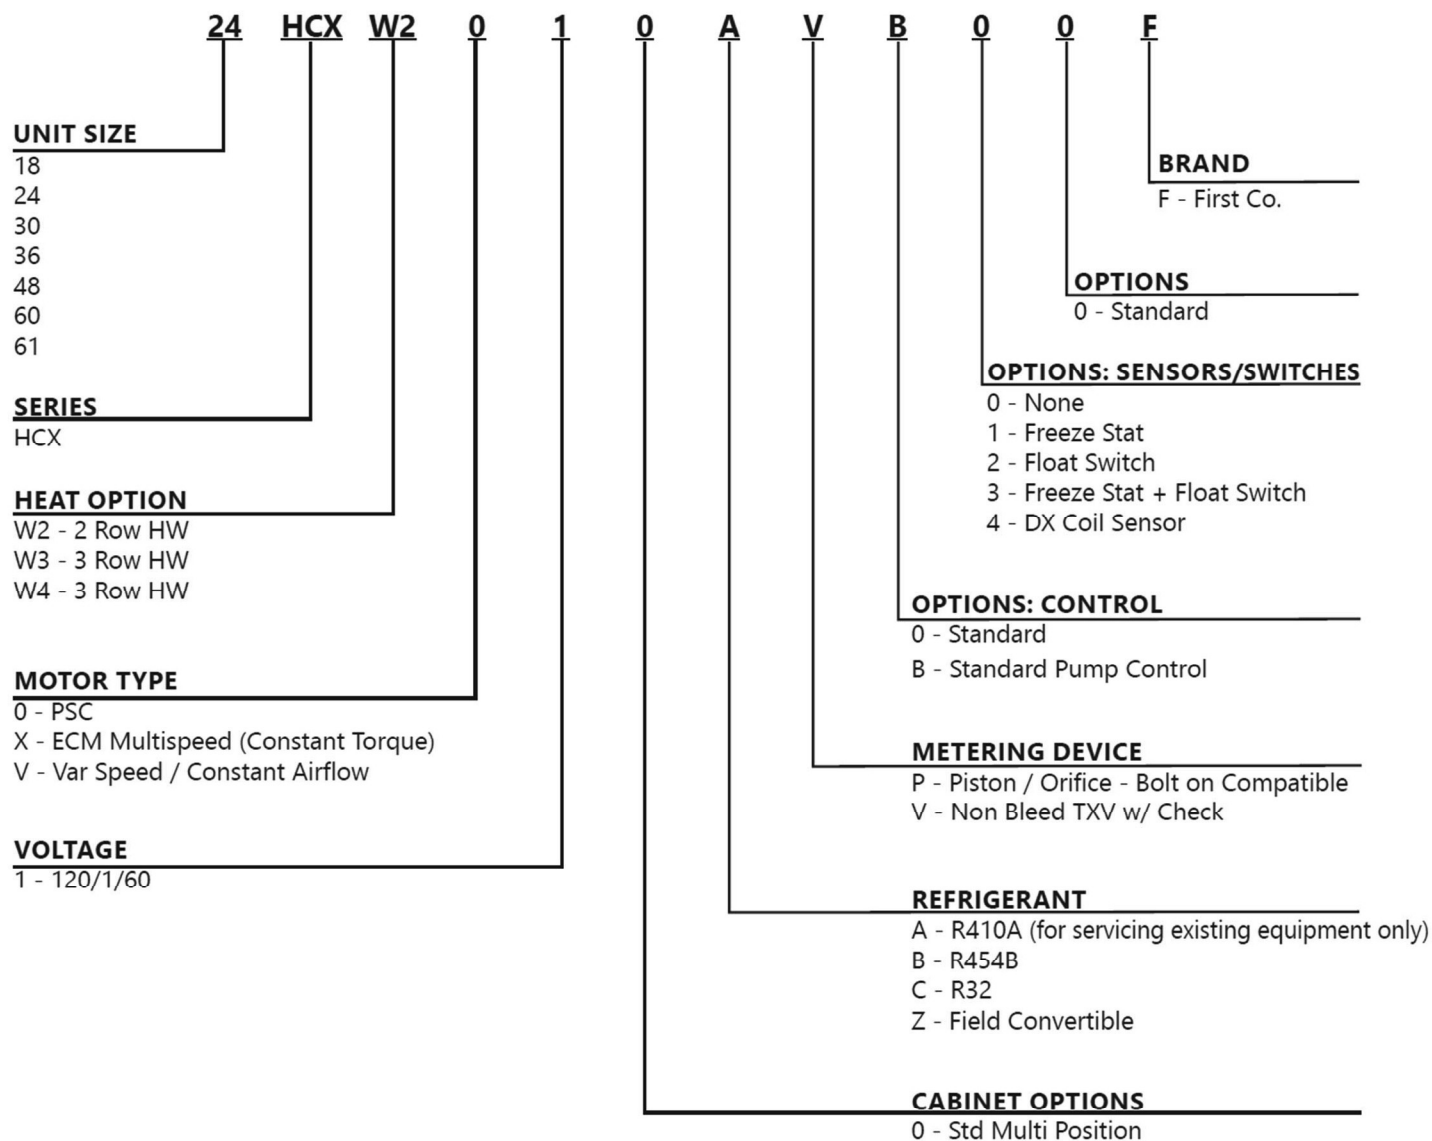 24 HCX W2 0 1 0 A V B 0 0 F
UNIT SIZE
18
24
30
36
48
60
61
SERIES
HCX
HEAT OPTION
W2 - 2 Row HW
W3 - 3 Row HW
W4 - 3 Row HW
MOTOR TYPE
0 - PSC
X - ECM Multispeed (Constant Torque)
V - Var Speed / Constant Airflow
VOLTAGE
1 - 120/1/60
BRAND
F - First Co.
OPTIONS
0 - Standard
OPTIONS: SENSORS/SWITCHES
0 - None
1 - Freeze Stat
2 - Float Switch
3 - Freeze Stat + Float Switch
4 - DX Coil Sensor
OPTIONS: CONTROL
0 - Standard
B - Standard Pump Control
METERING DEVICE
P - Piston / Orifice - Bolt on Compatible
V - Non Bleed TXV w/ Check
REFRIGERANT
A - R410A (for servicing existing equipment only)
B - R454B
C - R32
Z - Field Convertible
CABINET OPTIONS
0 - Std Multi Position